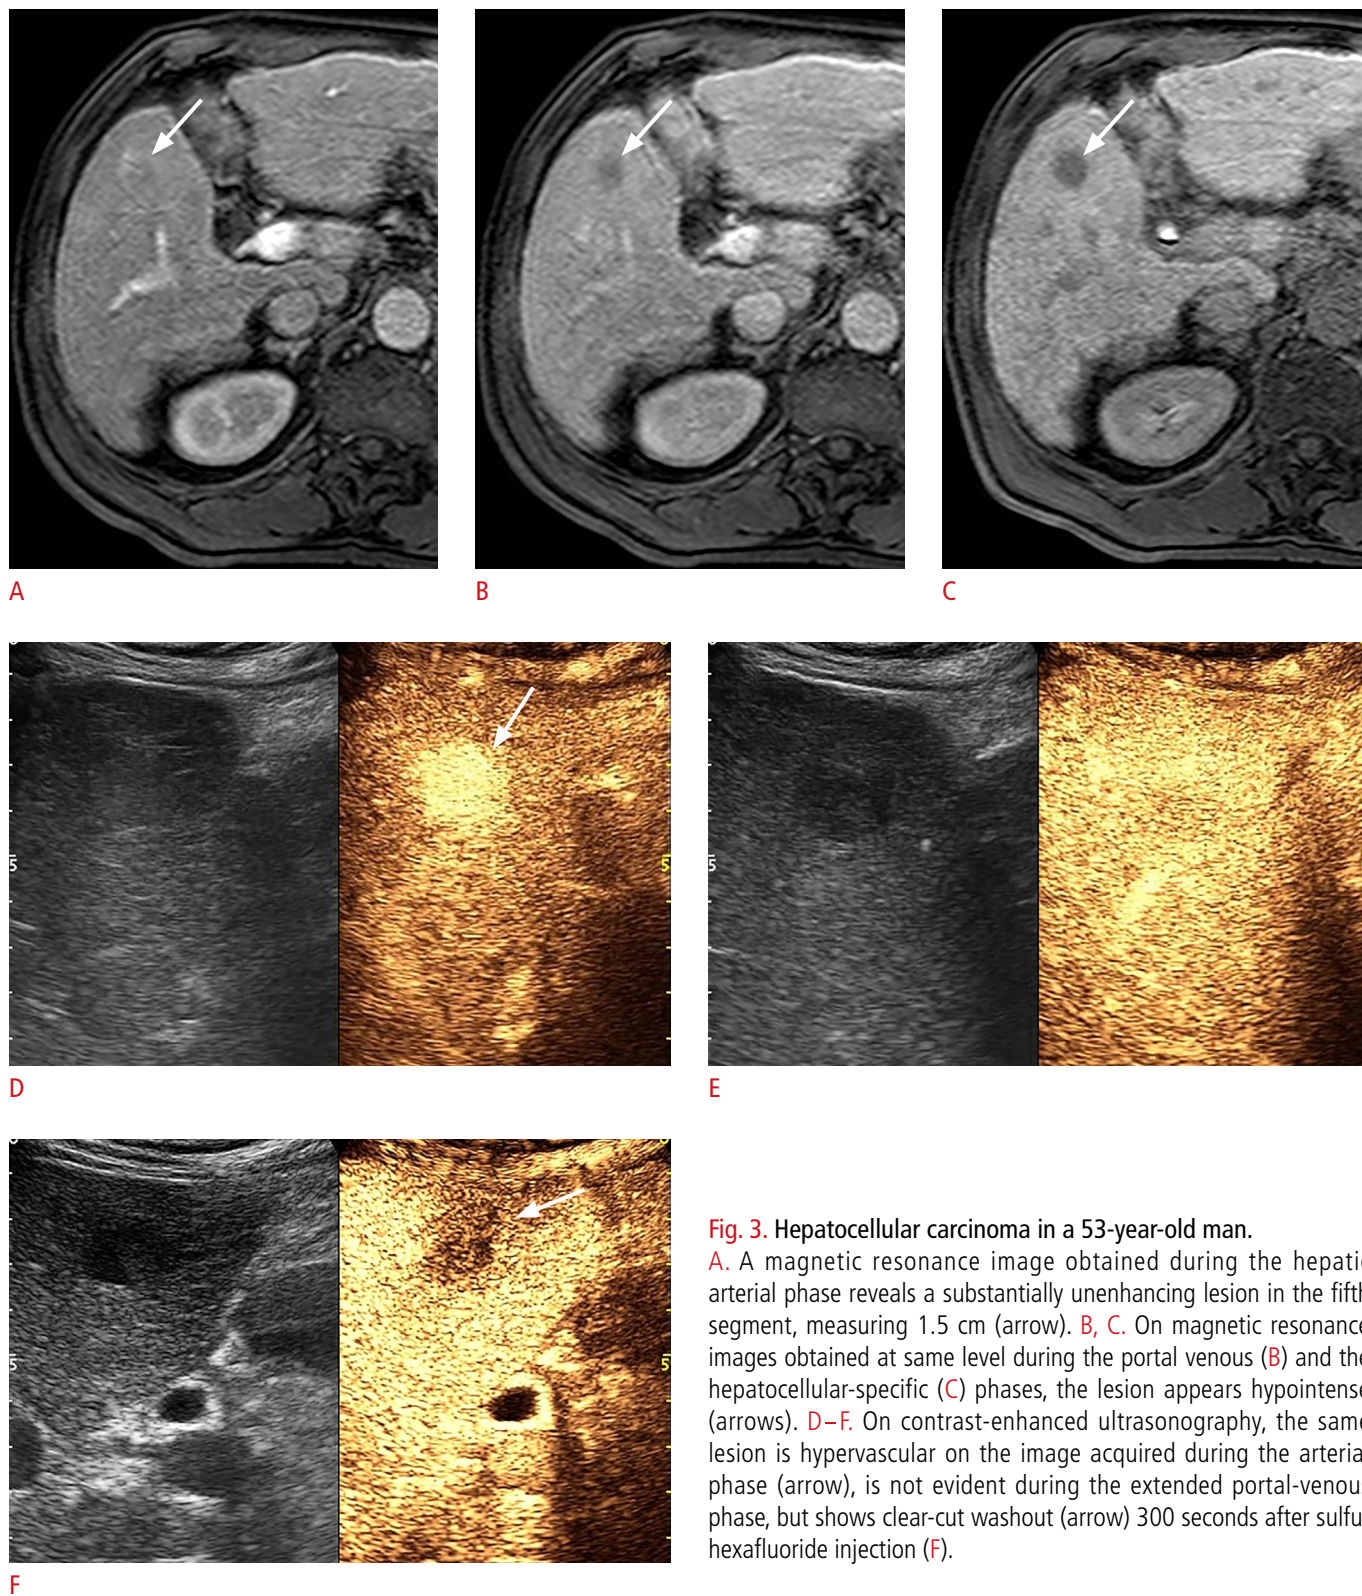 A
B
C
5
5
5
D
E
5
F
Fig. 3. Hepatocellular carcinoma in a 53-year-old man.
A. A magnetic resonance image obtained during the hepati
arterial phase reveals a substantially unenhancing lesion in the fifth
segment, measuring 1.5 cm (arrow). B, C. On magnetic resonance
images obtained at same level during the portal venous (B) and the
hepatocellular-specific (C) phases, the lesion appears hypointense
(arrows). D–F. On contrast-enhanced ultrasonography, the same
lesion is hypervascular on the image acquired during the arteria
phase (arrow), is not evident during the extended portal-venou
phase, but shows clear-cut washout (arrow) 300 seconds after sulfu
hexafluoride injection (F).